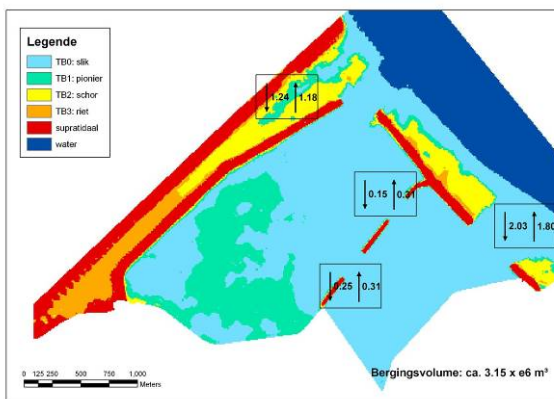 Legende
TB0: slik
TB1: pionier
TB2: schor
TB3: riet
supratidaal
water
1.24 1.18
0.15 0.21
2.03 1.80
0.25 0.31
Bergingsvolume: ca. 3.15 x e6 m³
0 125 250 500 750 1,000
Meters